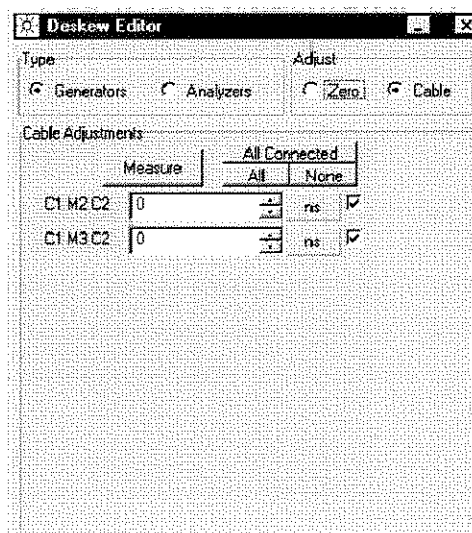 Deskew Editor
Type
Generators Analyzers
Adjust
Zero Cable
Cable Adjustments
Measure
All Connected
All None
C1 M2 C2 0 ns
C1 M3 C2 0 ns